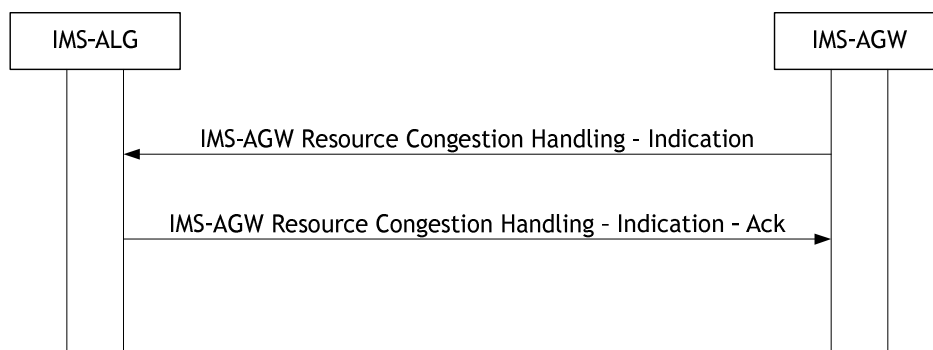 IMS-ALG
IMS-AGW
IMS-AGW Resource Congestion Handling - Indication
IMS-AGW Resource Congestion Handling - Indication - Ack